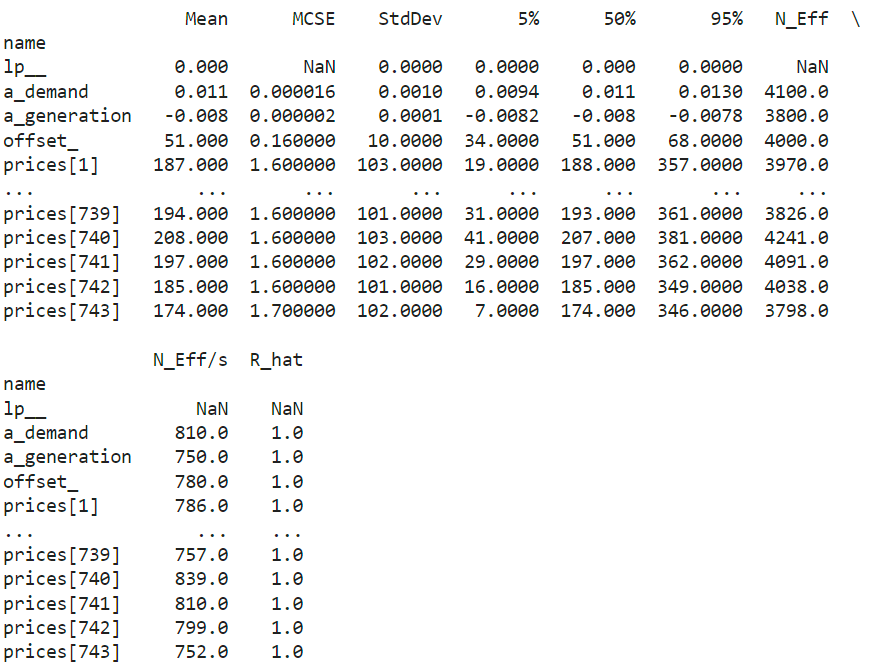 Mean      MCSE    StdDev       5%      50%       95%   N_Eff  \
name
lp__            0.000       NaN    0.0000   0.0000    0.000    0.0000     NaN
a_demand        0.011  0.000016    0.0010   0.0094    0.011    0.0130  4100.0
a_generation   -0.008  0.000002    0.0001  -0.0082   -0.008   -0.0078  3800.0
offset_        51.000  0.160000   10.0000  34.0000   51.000   68.0000  4000.0
prices[1]     187.000  1.600000  103.0000  19.0000  188.000  357.0000  3970.0
...               ...       ...       ...      ...      ...       ...     ...
prices[739]   194.000  1.600000  101.0000  31.0000  193.000  361.0000  3826.0
prices[740]   208.000  1.600000  103.0000  41.0000  207.000  381.0000  4241.0
prices[741]   197.000  1.600000  102.0000  29.0000  197.000  362.0000  4091.0
prices[742]   185.000  1.600000  101.0000  16.0000  185.000  349.0000  4038.0
prices[743]   174.000  1.700000  102.0000   7.0000  174.000  346.0000  3798.0
              N_Eff/s  R_hat
name
lp__              NaN    NaN
a_demand        810.0    1.0
a_generation    750.0    1.0
offset_         780.0    1.0
prices[1]       786.0    1.0
...               ...    ...
prices[739]     757.0    1.0
prices[740]     839.0    1.0
prices[741]     810.0    1.0
prices[742]     799.0    1.0
prices[743]     752.0    1.0